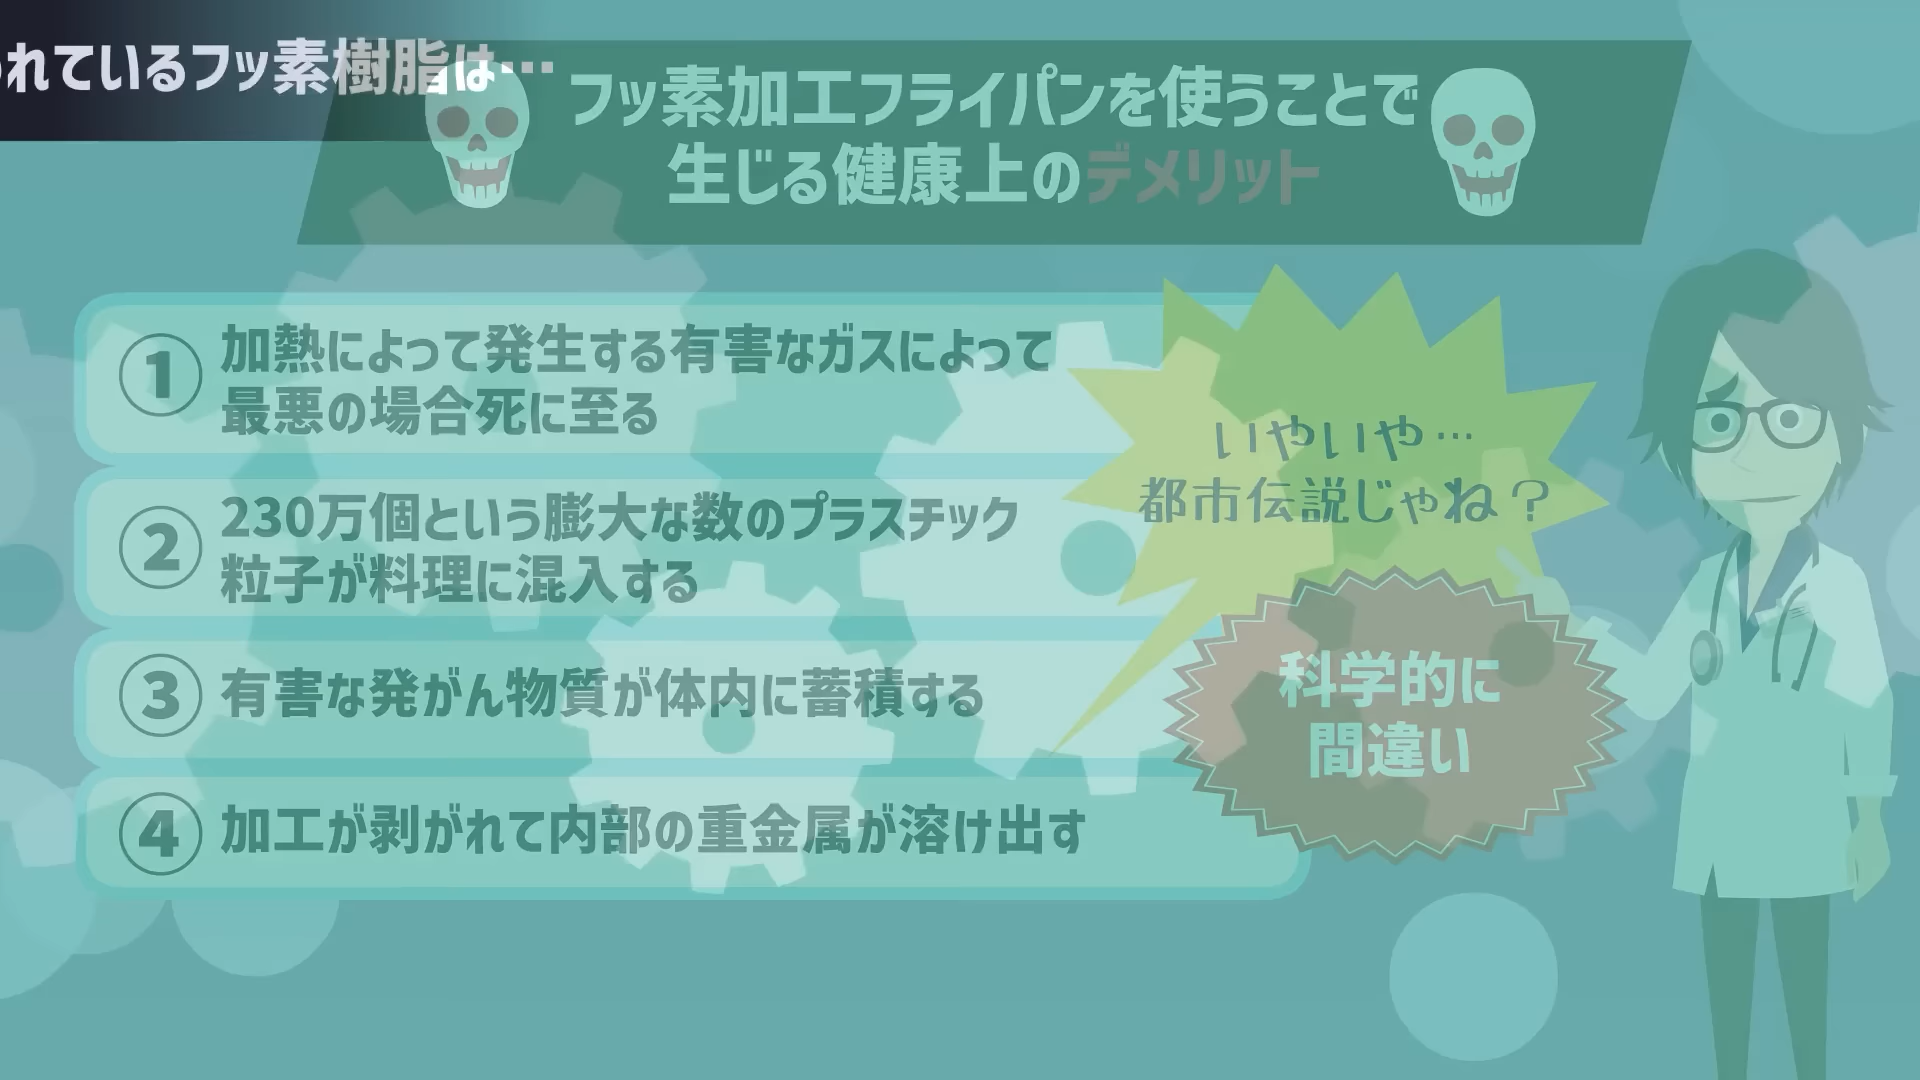 れているフッ素樹脂は…
フッ素加工フライパンを使うことで
生じる健康上のデメリット
① 加熱によって発生する有害なガスによって
最悪の場合死に至る
② 230万個という膨大な数のプラスチック
粒子が料理に混入する
③ 有害な発がん物質が体内に蓄積する
④ 加工が剥がれて内部の重金属が溶け出す
いやいや…
都市伝説じゃね？
科学的に
間違い